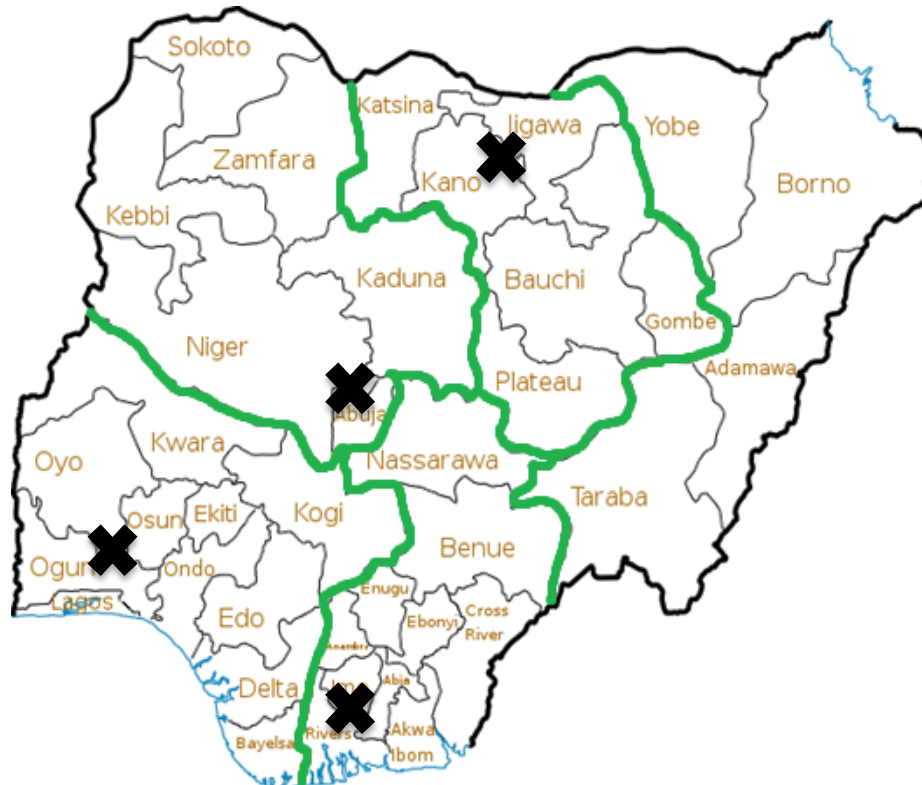 Sokoto
Katsina
Jigawa
Yobe
Zamfara
Kano
Borno
Kebbi
Kaduna
Bauchi
Gombe
Niger
Adamawa
Plateau
Abuja
Kwara
Oyo
Nassarawa
Taraba
Osun
Ekiti
Kogi
Benue
Ogun
Ondo
Enugu
Lagos
Edo
Ebonyi
Cross
River
Anambra
Delta
Imo
Abia
Bayelsa
Rivers
Akwa
Ibom